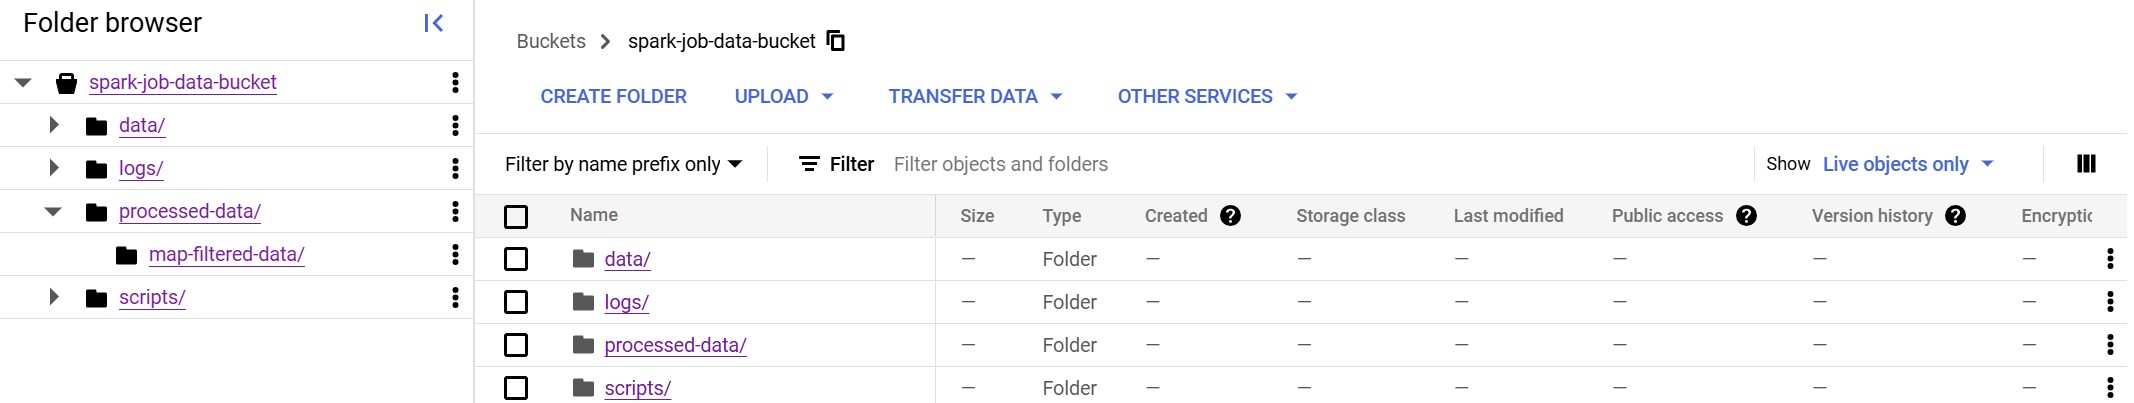 Folder browser
spark-job-data-bucket
data/
logs/
processed-data/
map-filtered-data/
scripts/
Buckets > spark-job-data-bucket
CREATE FOLDER UPLOAD TRANSFER DATA OTHER SERVICES
Filter by name prefix only Filter Filter objects and folders Show Live objects only
Name Size Type Created ? Storage class Last modified Public access ? Version history ? Encryptic
data/ — Folder — — — — — —
logs/ — Folder — — — — — —
processed-data/ — Folder — — — — — —
scripts/ — Folder — — — — — —